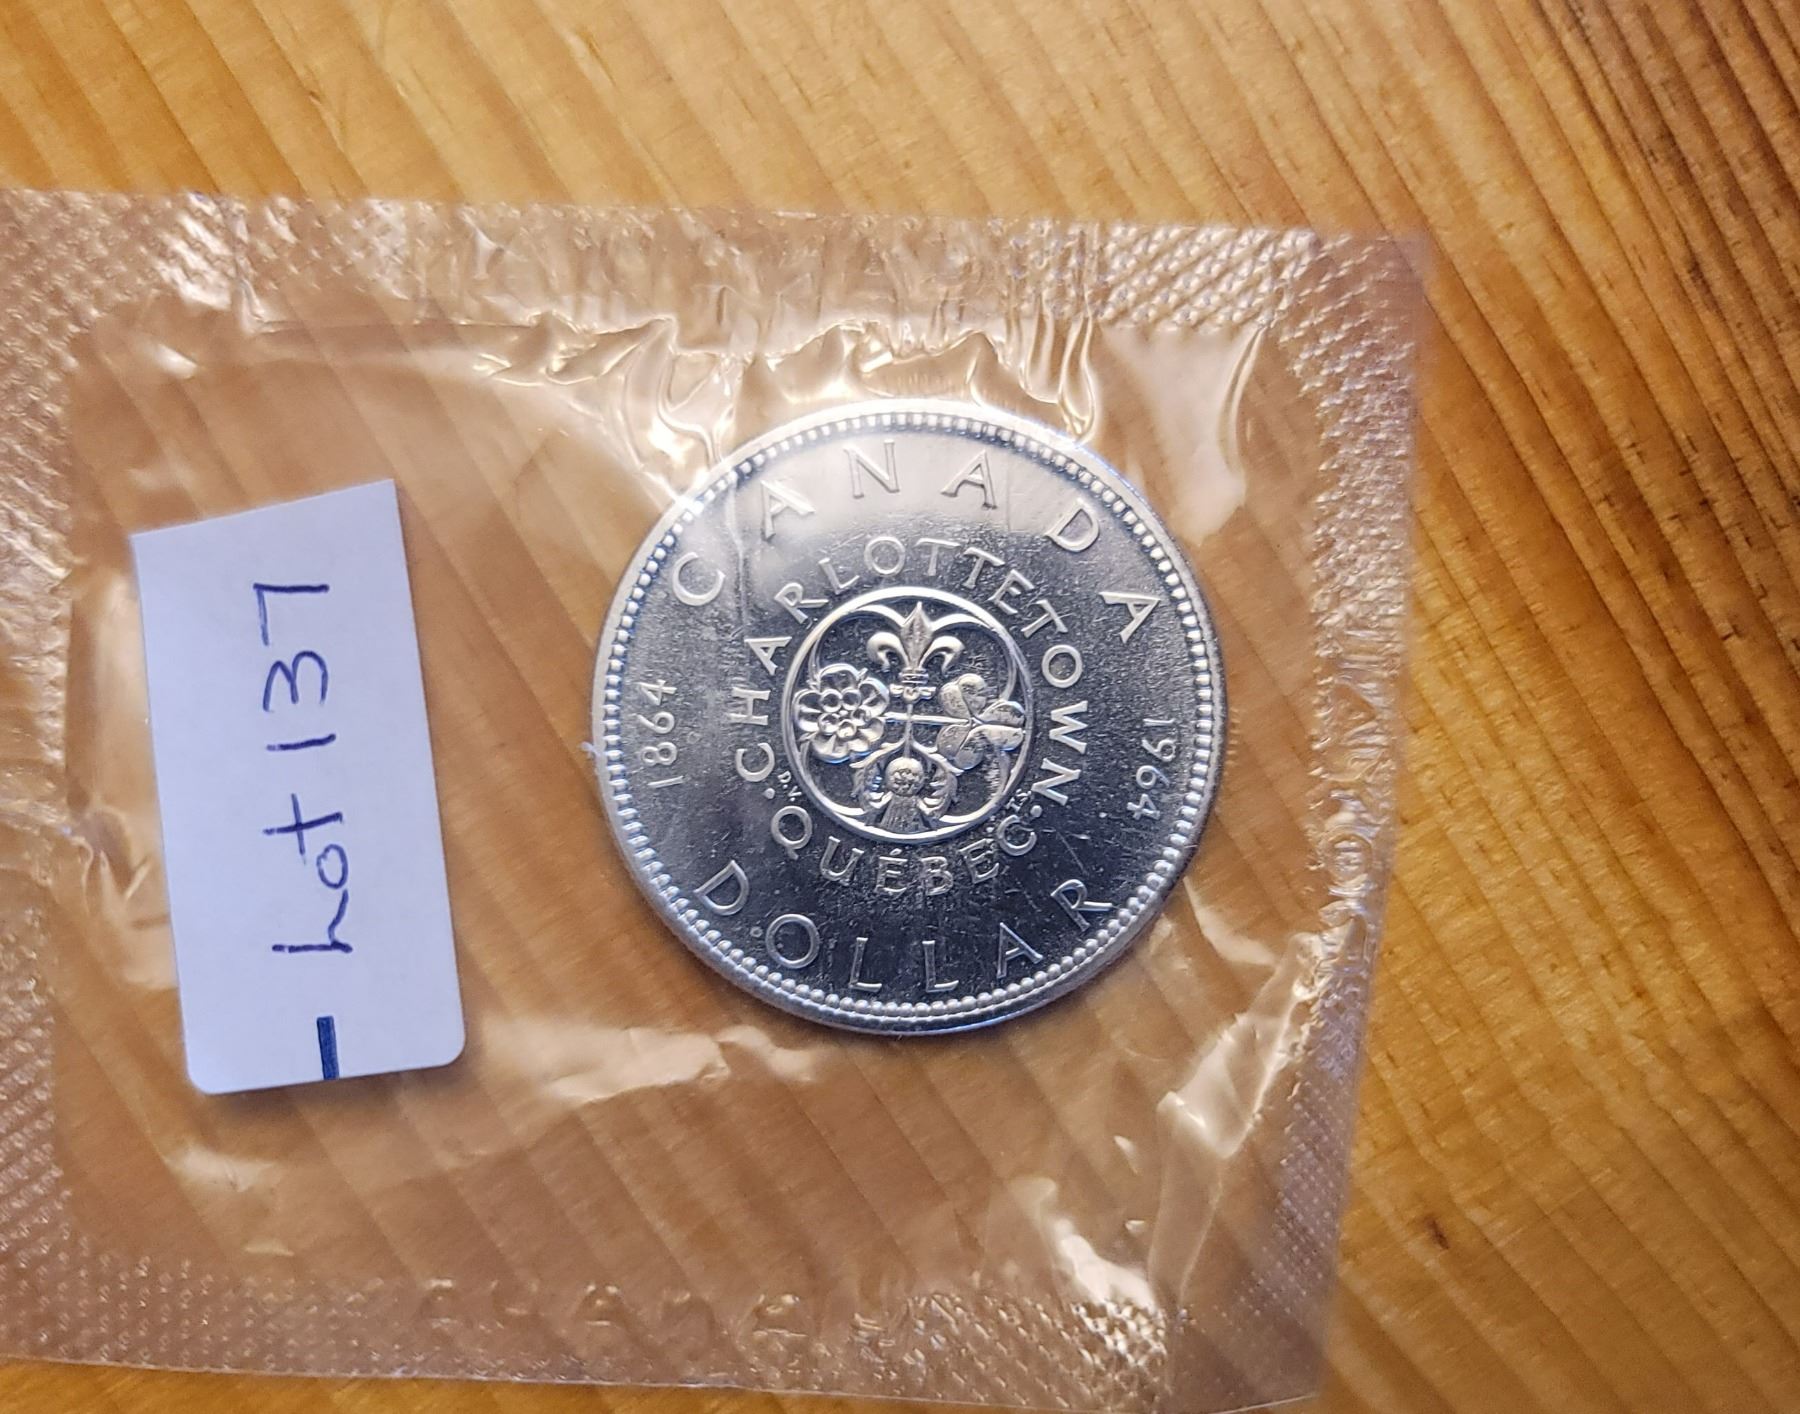 Lot 137
CANADA
CHARLOTTETOWN
1864
1964
D.V.
T.S.
.QUÉBEC.
DOLLAR